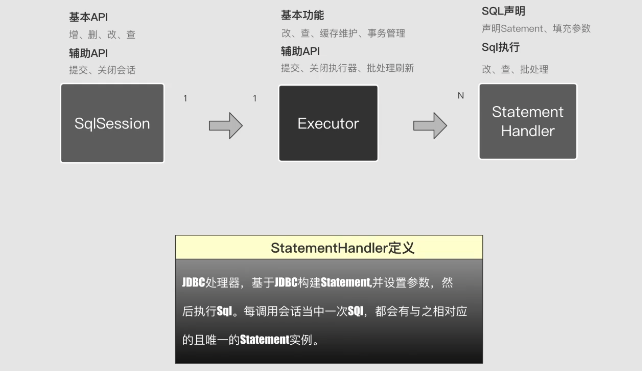 基本API
增、删、改、查
辅助API
提交、关闭会话
基本功能
改、查、缓存维护、事务管理
辅助API
提交、关闭执行器、批处理刷新
SQL声明
声明Satement、填充参数
Sql执行
改、查、批处理
SqlSession
1
1
Executor
N
Statement
Handler
StatementHandler定义
JDBC处理器，基于JDBC构建Statement,并设置参数，然
后执行Sql。每调用会话当中一次SQl，都会有与之相对应
的且唯一的Statement实例。